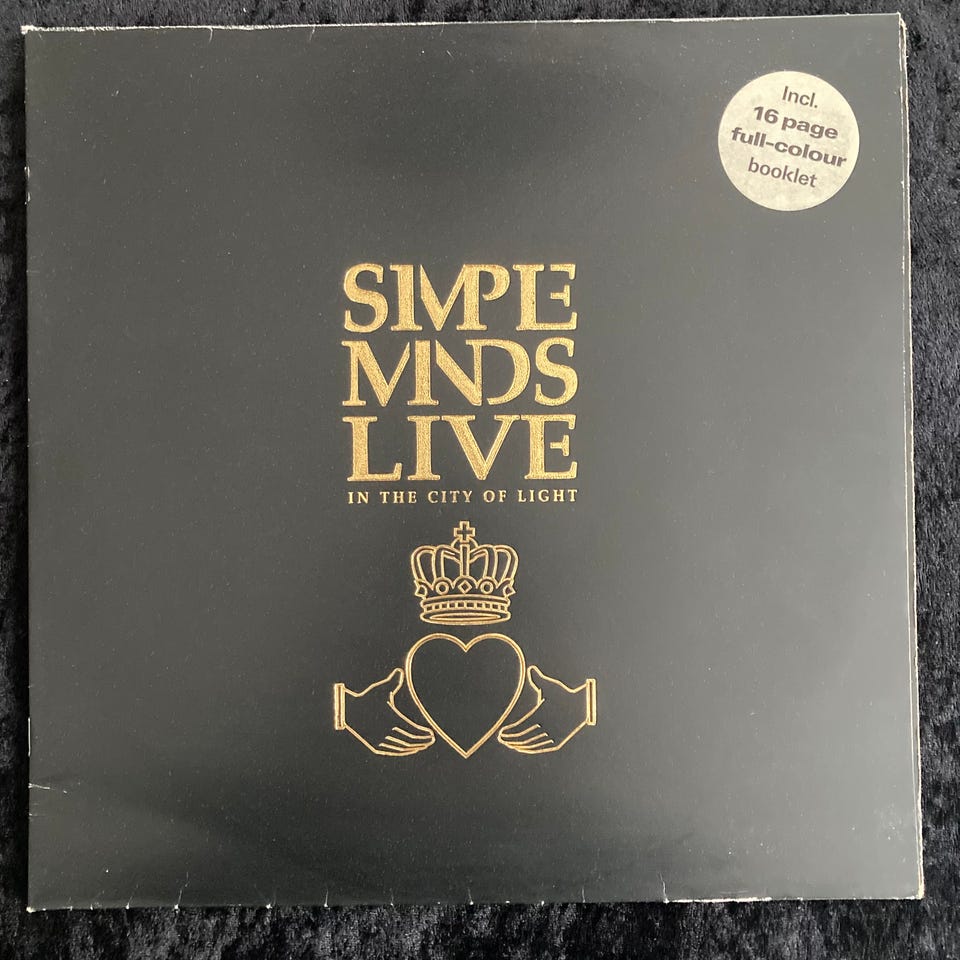 Incl.
16 page
full-colour
booklet
SIMPLE
MINDS
LIVE
IN THE CITY OF LIGHT